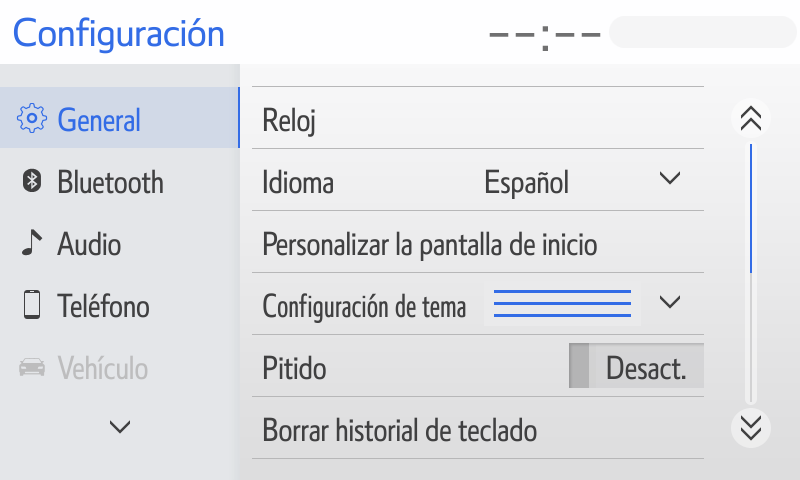 Configuración --:--
General
Bluetooth
Audio
Teléfono
Vehículo
Reloj
Idioma Español
Personalizar la pantalla de inicio
Configuración de tema
Pitido Desact.
Borrar historial de teclado